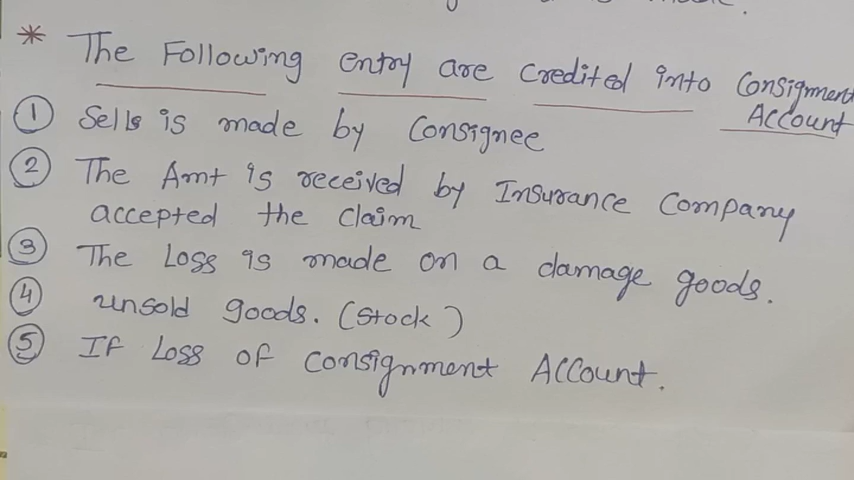 * The Following entry are credited into Consignment
Account
① Sells is made by Consignee
② The Amt is received by Insurance Company
accepted the claim
③ The Loss is made on a damage goods.
④ unsold goods. (Stock)
⑤ If Loss of consignment Account.